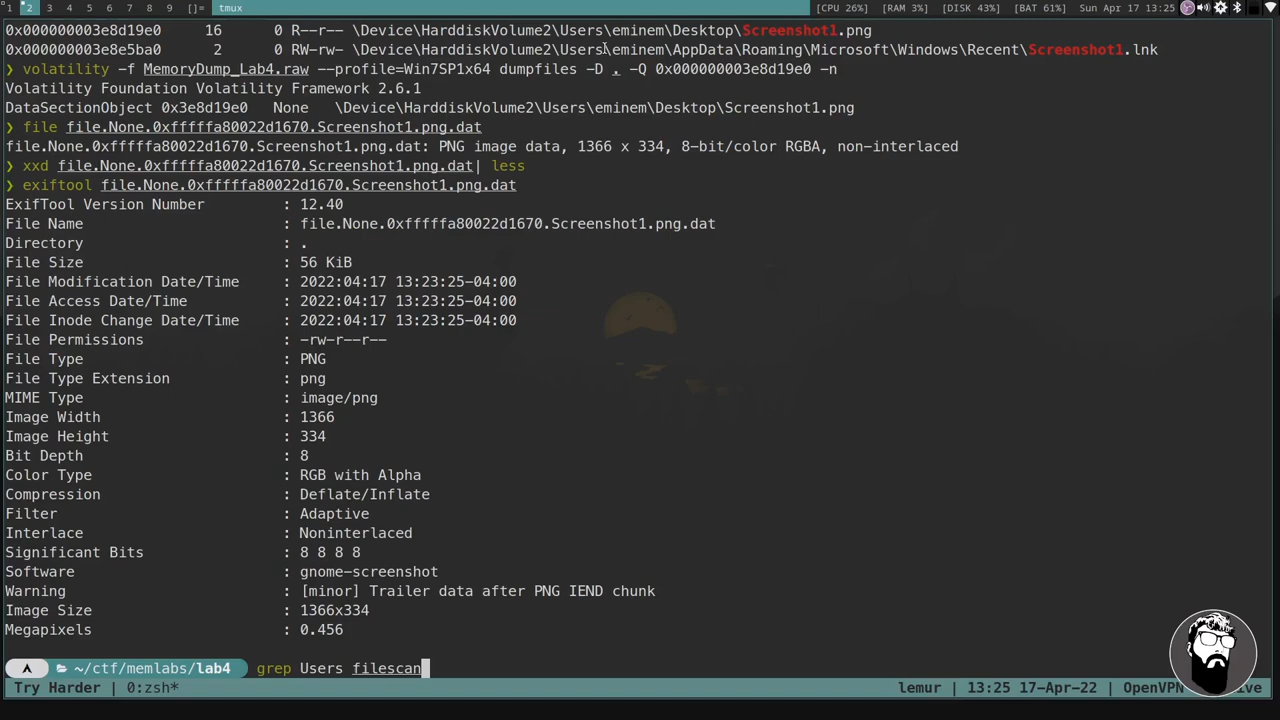 1 2 3 4 5 6 7 8 9 []= tmux [CPU 26%] [RAM 3%] [DISK 43%] [BAT 61%] Sun Apr 17 13:25
0x000000003e8d19e0 16 0 R--r-- \Device\HarddiskVolume2\Users\eminem\Desktop\Screenshot1.png
0x000000003e8e5ba0 2 0 RW-rw- \Device\HarddiskVolume2\Users\eminem\AppData\Roaming\Microsoft\Windows\Recent\Screenshot1.lnk
❯ volatility -f MemoryDump_Lab4.raw --profile=Win7SP1x64 dumpfiles -D . -Q 0x000000003e8d19e0 -n
Volatility Foundation Volatility Framework 2.6.1
DataSectionObject 0x3e8d19e0 None \Device\HarddiskVolume2\Users\eminem\Desktop\Screenshot1.png
❯ file file.None.0xfffffa80022d1670.Screenshot1.png.dat
file.None.0xfffffa80022d1670.Screenshot1.png.dat: PNG image data, 1366 x 334, 8-bit/color RGBA, non-interlaced
❯ xxd file.None.0xfffffa80022d1670.Screenshot1.png.dat| less
❯ exiftool file.None.0xfffffa80022d1670.Screenshot1.png.dat
ExifTool Version Number : 12.40
File Name : file.None.0xfffffa80022d1670.Screenshot1.png.dat
Directory : .
File Size : 56 KiB
File Modification Date/Time : 2022:04:17 13:23:25-04:00
File Access Date/Time : 2022:04:17 13:23:25-04:00
File Inode Change Date/Time : 2022:04:17 13:23:25-04:00
File Permissions : -rw-r--r--
File Type : PNG
File Type Extension : png
MIME Type : image/png
Image Width : 1366
Image Height : 334
Bit Depth : 8
Color Type : RGB with Alpha
Compression : Deflate/Inflate
Filter : Adaptive
Interlace : Noninterlaced
Significant Bits : 8 8 8 8
Software : gnome-screenshot
Warning : [minor] Trailer data after PNG IEND chunk
Image Size : 1366x334
Megapixels : 0.456
~/ctf/memlabs/lab4 grep Users filescan
Try Harder | 0:zsh* lemur | 13:25 17-Apr-22 | OpenVPN ive